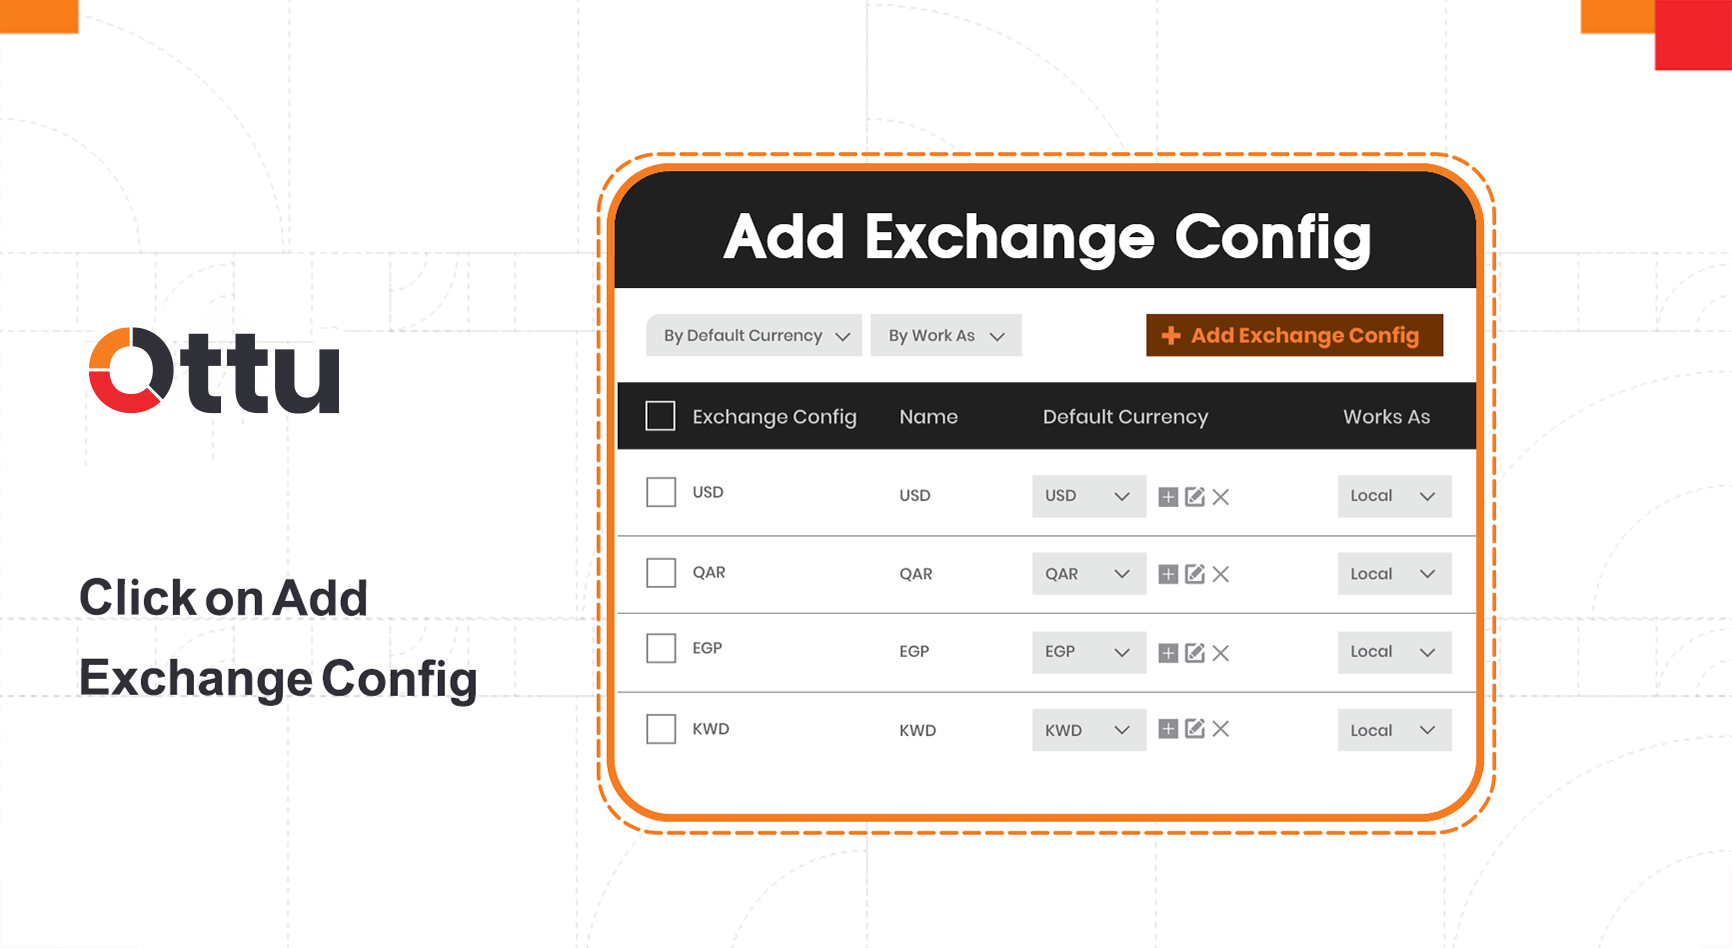 Ottu
Click on Add
Exchange Config
Add Exchange Config
By Default Currency
By Work As
Add Exchange Config
Exchange Config Name Default Currency Works As
USD USD USD Local
QAR QAR QAR Local
EGP EGP EGP Local
KWD KWD KWD Local